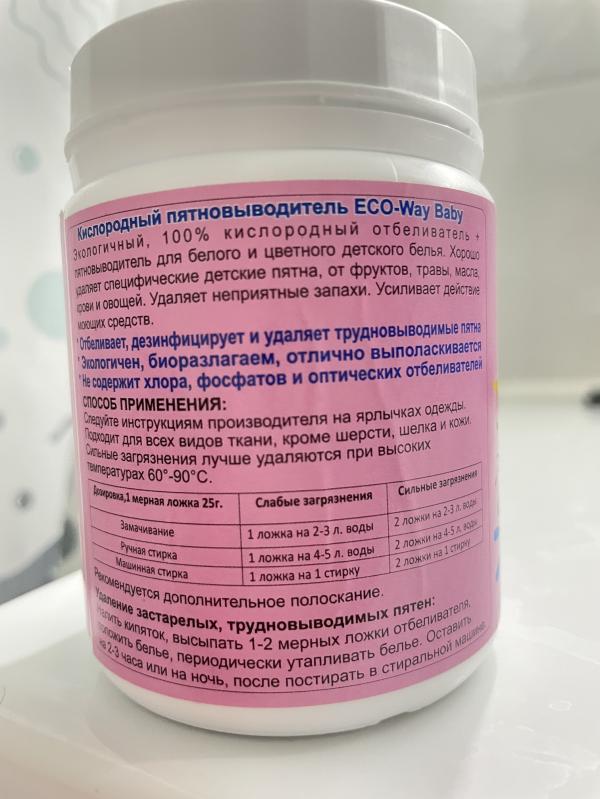 Кислородный пятновыводитель ECO-Way Baby
Экологичный, 100% кислородный отбеливатель +
пятновыводитель для белого и цветного детского белья. Хорошо
удаляет специфические детские пятна, от фруктов, травы, масла,
крови и овощей. Удаляет неприятные запахи. Усиливает действие
моющих средств.
*Отбеливает, дезинфицирует и удаляет трудновыводимые пятна
*Экологичен, биоразлагаем, отлично выполаскивается
*Не содержит хлора, фосфатов и оптических отбеливателей
СПОСОБ ПРИМЕНЕНИЯ:
Следуйте инструкциям производителя на ярлычках одежды.
Подходит для всех видов ткани, кроме шерсти, шелка и кожи.
Сильные загрязнения лучше удаляются при высоких
температурах 60°-90°С.
Дозировка,1 мерная ложка 25г. Слабые загрязнения Сильные загрязнения
Замачивание 1 ложка на 2-3 л. воды 2 ложки на 2-3 л. воды
Ручная стирка 1 ложка на 4-5 л. воды 2 ложки на 4-5 л. воды
Машинная стирка 1 ложка на 1 стирку 2 ложки на 1 стирку
Рекомендуется дополнительное полоскание.
Удаление застарелых, трудновыводимых пятен:
Налить кипяток, высыпать 1-2 мерных ложки отбеливателя,
положить белье, периодически утапливать белье. Оставить
на 2-3 часа или на ночь, после постирать в стиральной машине.